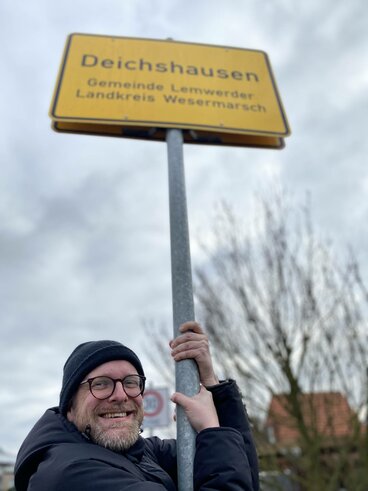 Deichshausen
Gemeinde Lemwerder
Landkreis Wesermarsch